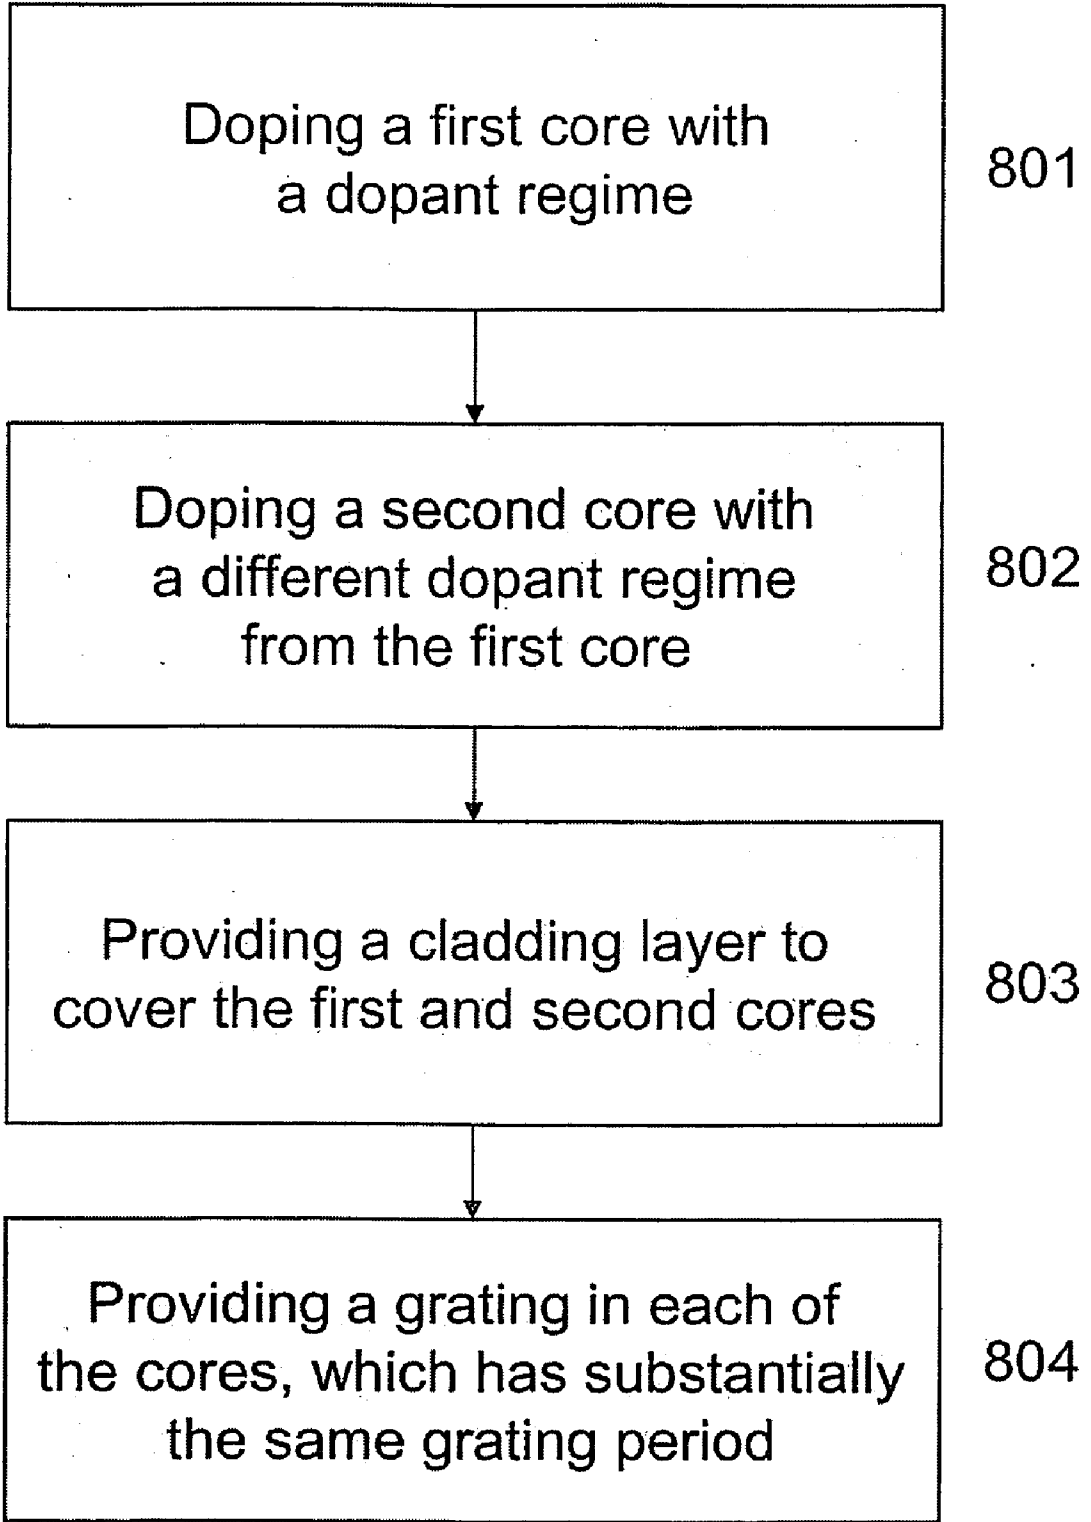 Doping a first core with
a dopant regime
801
Doping a second core with
a different dopant regime
from the first core
802
Providing a cladding layer to
cover the first and second cores
803
Providing a grating in each of
the cores, which has substantially
the same grating period
804